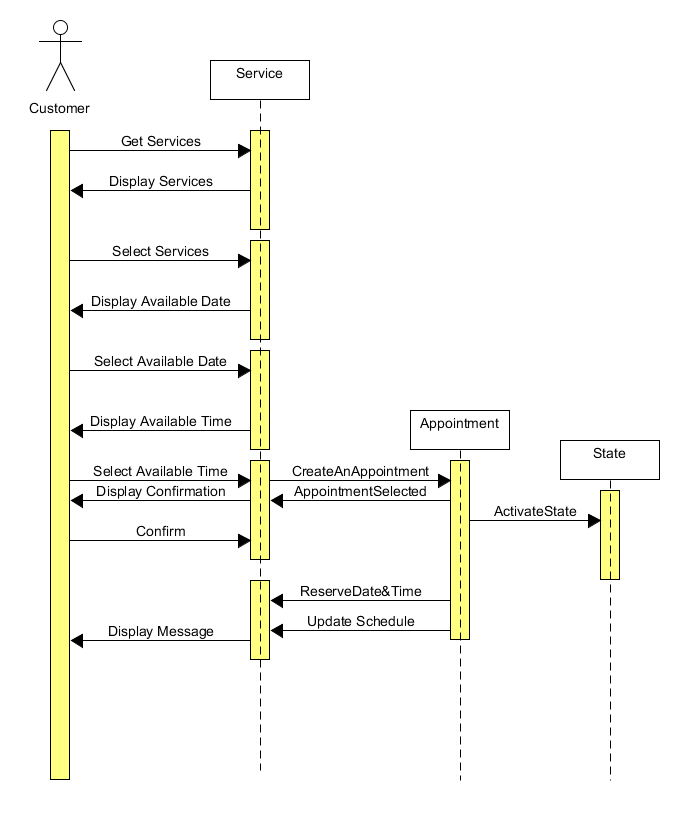 Service
Customer
Get Services
Display Services
Select Services
Display Available Date
Select Available Date
Appointment
Display Available Time
State
Select Available Time
CreateAnAppointment
Display Confirmation
AppointmentSelected
ActivateState
Confirm
ReserveDate&Time
Update Schedule
Display Message